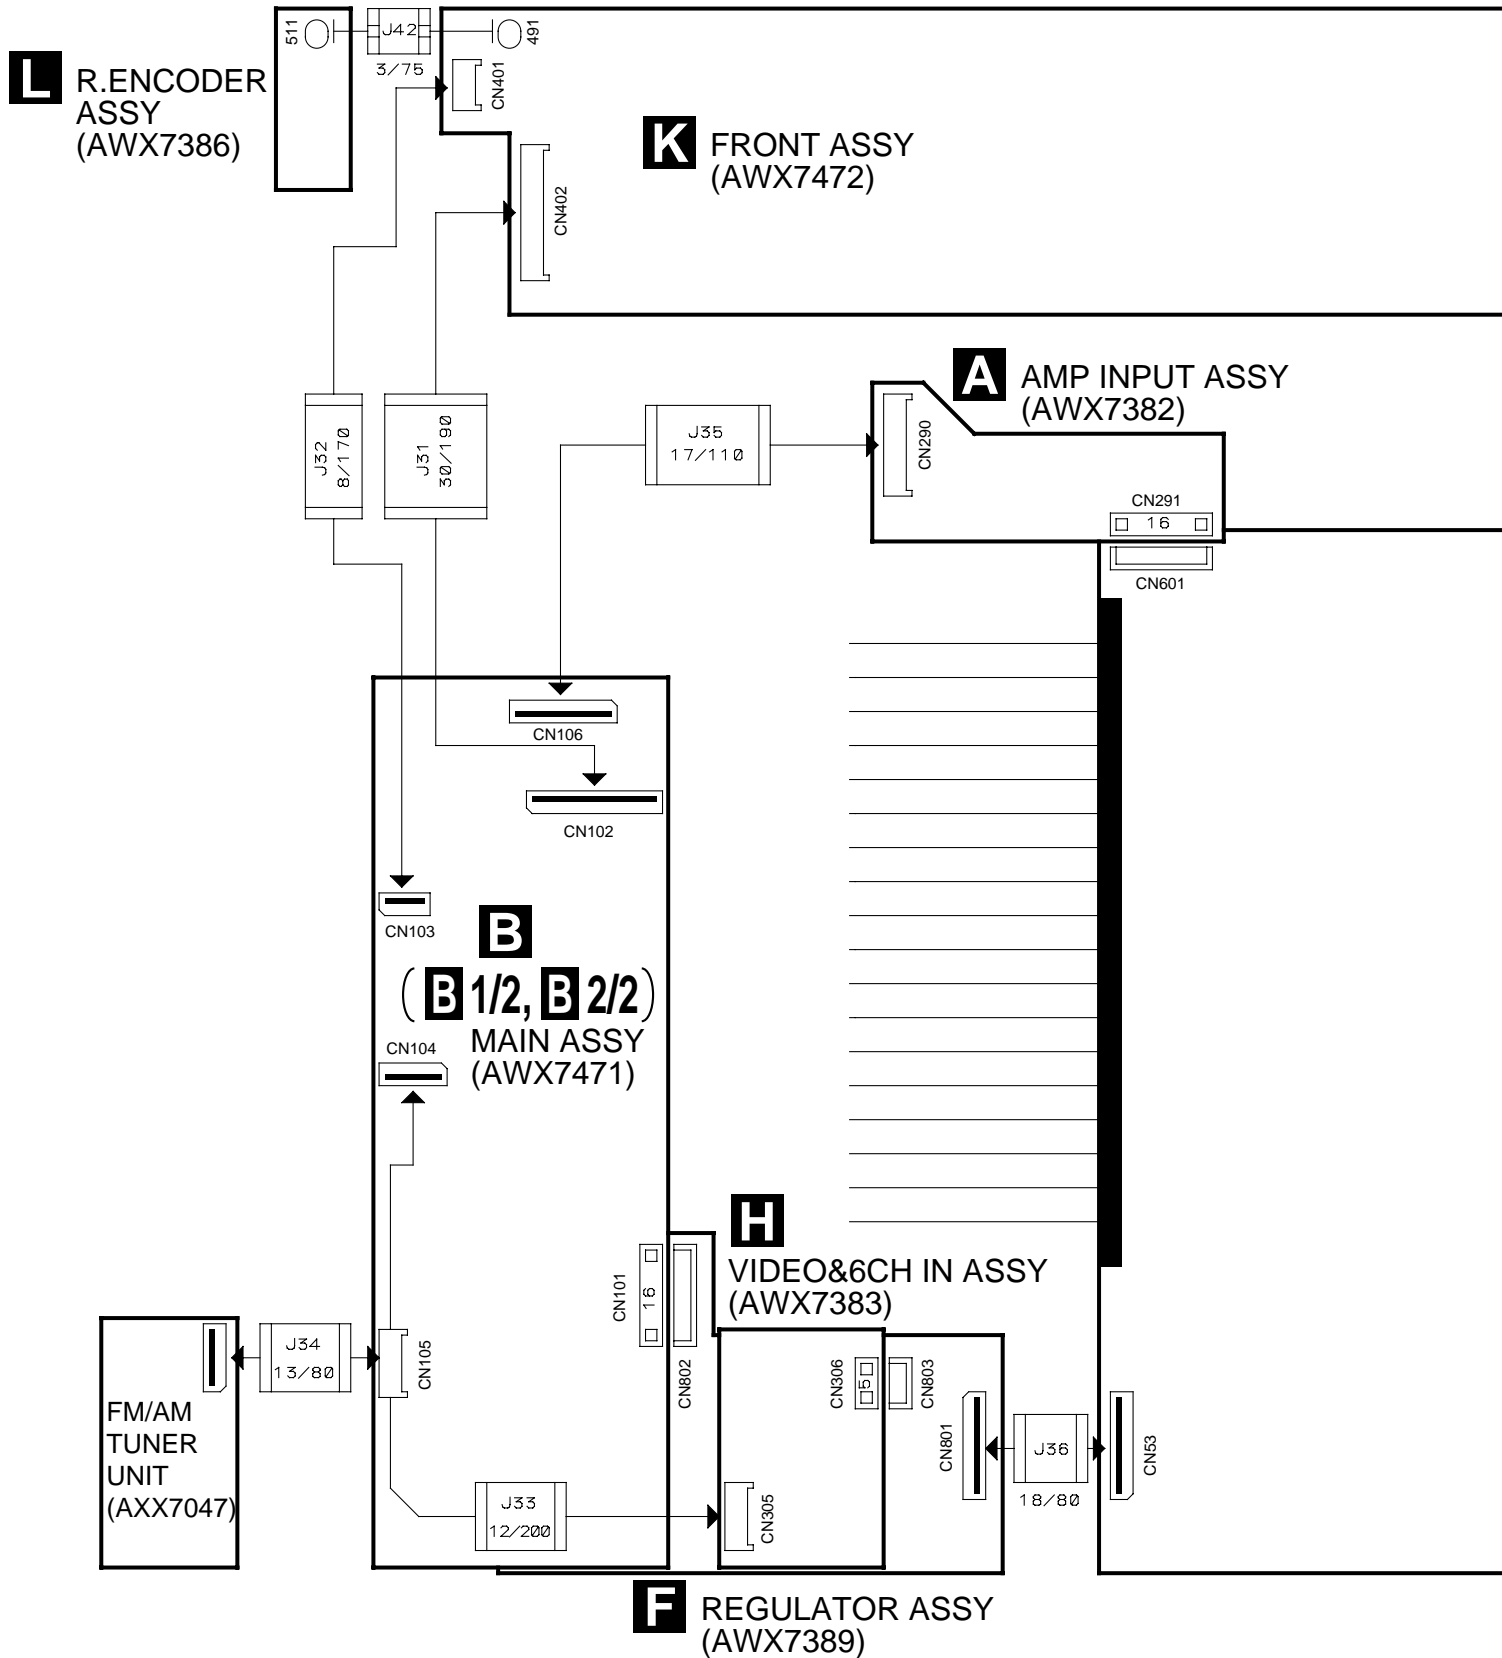 511
J42
491
3/75
CN401
L R.ENCODER
ASSY
(AWX7386)
K FRONT ASSY
(AWX7472)
CN402
A AMP INPUT ASSY
(AWX7382)
J32
8/170
J31
30/190
J35
17/110
CN290
CN291
16
CN601
CN106
CN102
CN103
B
(B 1/2, B 2/2)
MAIN ASSY
(AWX7471)
CN104
H
VIDEO&6CH IN ASSY
(AWX7383)
CN101
16
CN802
J34
13/80
CN105
CN306
5
CN803
FM/AM
TUNER
UNIT
(AXX7047)
CN801
J36
18/80
CN53
J33
12/200
CN305
F REGULATOR ASSY
(AWX7389)